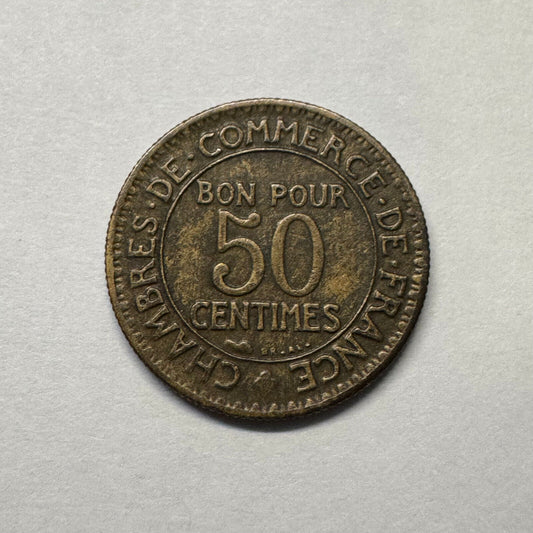 CHAMBRES · DE · COMMERCE · DE · FRANCE
BON POUR
50
CENTIMES